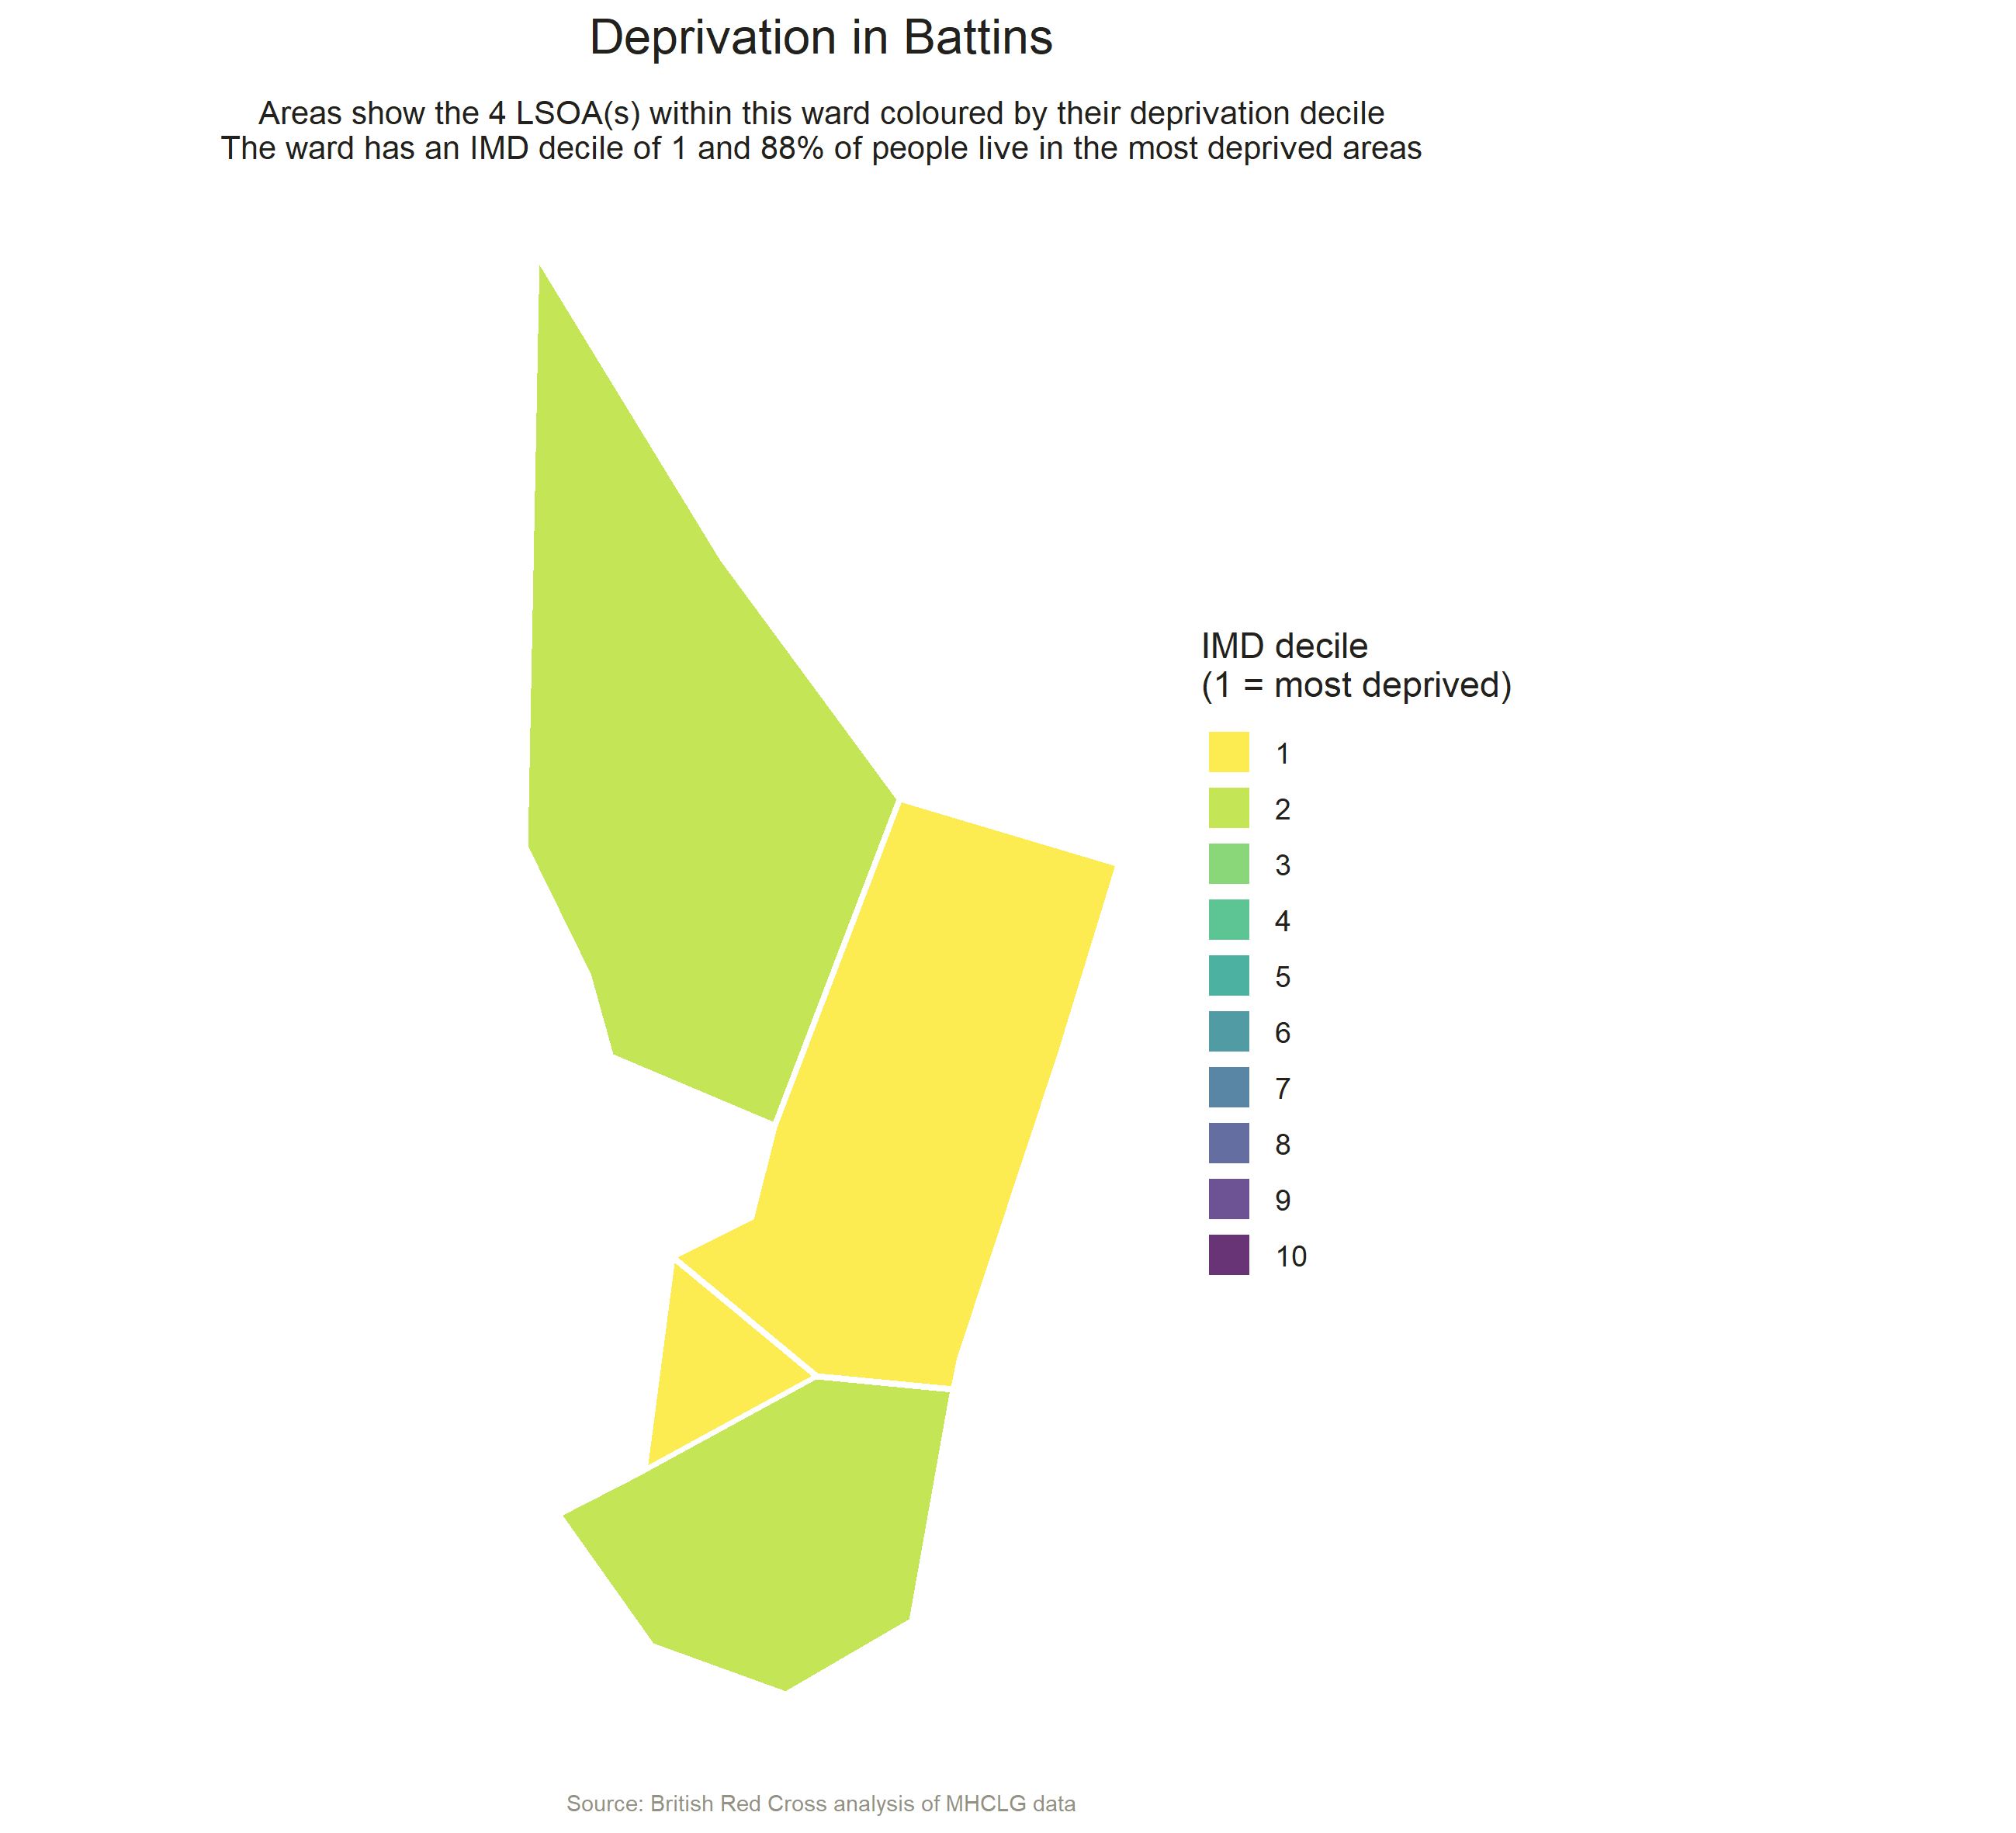 Deprivation in Battins
Areas show the 4 LSOA(s) within this ward coloured by their deprivation decile
The ward has an IMD decile of 1 and 88% of people live in the most deprived areas
IMD decile
(1 = most deprived)
1
2
3
4
5
6
7
8
9
10
Source: British Red Cross analysis of MHCLG data